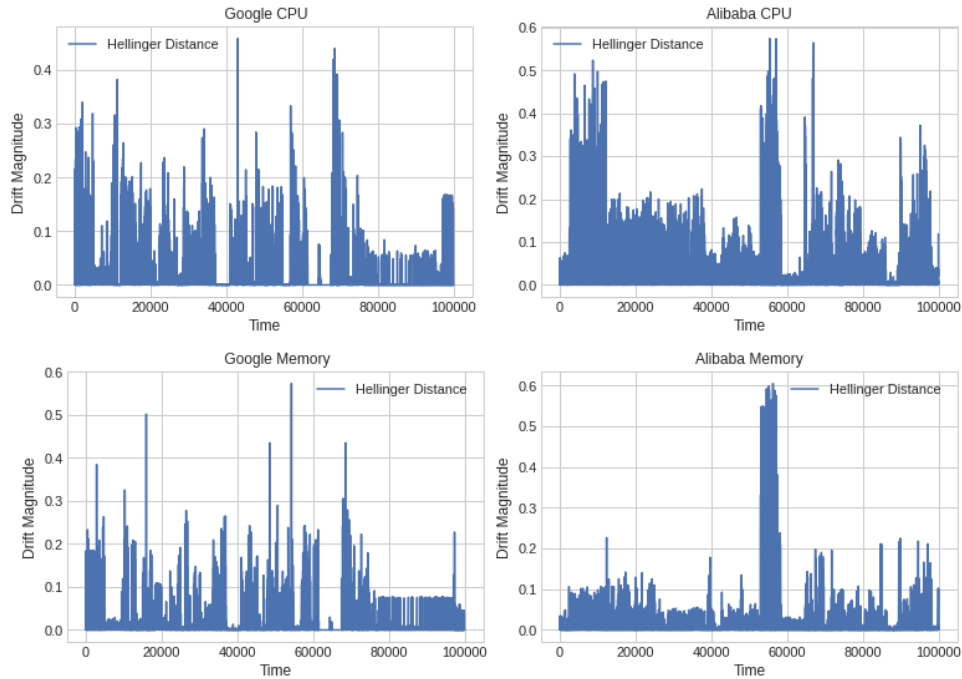 Google CPU
Hellinger Distance
Drift Magnitude
0.4
0.3
0.2
0.1
0.0
0 20000 40000 60000 80000 100000
Time
Alibaba CPU
Hellinger Distance
Drift Magnitude
0.6
0.5
0.4
0.3
0.2
0.1
0.0
0 20000 40000 60000 80000 100000
Time
Google Memory
Hellinger Distance
Drift Magnitude
0.6
0.5
0.4
0.3
0.2
0.1
0.0
0 20000 40000 60000 80000 100000
Time
Alibaba Memory
Hellinger Distance
Drift Magnitude
0.6
0.5
0.4
0.3
0.2
0.1
0.0
0 20000 40000 60000 80000 100000
Time